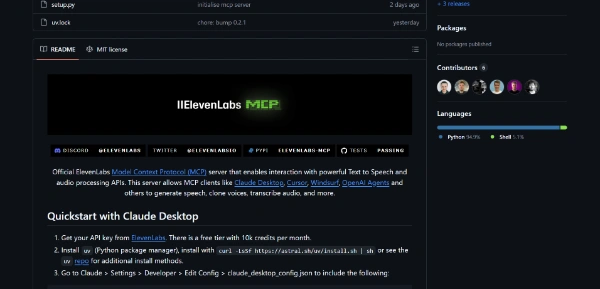 setup.py initialise mcp server 2 days ago
uv.lock chore: bump 0.2.1 yesterday
+ 3 releases
Packages
No packages published
README MIT license
Contributors 6
IIElevenLabs MCP
Languages
Python 94.9% Shell 5.1%
DISCORD @ELEVENLABS TWITTER @ELEVENLABSIO PYPI ELEVENLABS-MCP TESTS PASSING
Official ElevenLabs Model Context Protocol (MCP) server that enables interaction with powerful Text to Speech and
audio processing APIs. This server allows MCP clients like Claude Desktop, Cursor, Windsurf, OpenAI Agents and
others to generate speech, clone voices, transcribe audio, and more.
Quickstart with Claude Desktop
1. Get your API key from ElevenLabs. There is a free tier with 10k credits per month.
2. Install uv (Python package manager), install with curl -LsSf https://astral.sh/uv/install.sh | sh or see the
uv repo for additional install methods.
3. Go to Claude > Settings > Developer > Edit Config > claude_desktop_config.json to include the following: